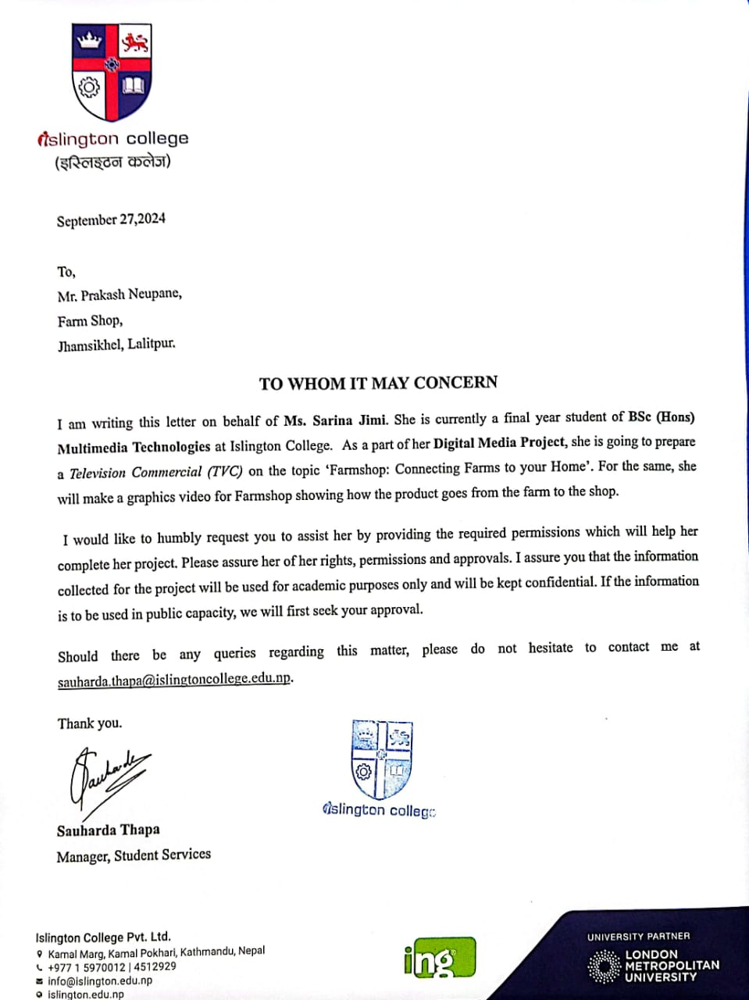 islington college
(इस्लिङ्टन कलेज)
September 27,2024
To,
Mr. Prakash Neupane,
Farm Shop,
Jhamsikhel, Lalitpur.
TO WHOM IT MAY CONCERN
I am writing this letter on behalf of Ms. Sarina Jimi. She is currently a final year student of BSc (Hons)
Multimedia Technologies at Islington College. As a part of her Digital Media Project, she is going to prepare
a Television Commercial (TVC) on the topic ‘Farmshop: Connecting Farms to your Home’. For the same, she
will make a graphics video for Farmshop showing how the product goes from the farm to the shop.
I would like to humbly request you to assist her by providing the required permissions which will help her
complete her project. Please assure her of her rights, permissions and approvals. I assure you that the information
collected for the project will be used for academic purposes only and will be kept confidential. If the information
is to be used in public capacity, we will first seek your approval.
Should there be any queries regarding this matter, please do not hesitate to contact me at
sauharda.thapa@islingtoncollege.edu.np.
Thank you.
Sauharda
islington college
Sauharda Thapa
Manager, Student Services
Islington College Pvt. Ltd.
Kamal Marg, Kamal Pokhari, Kathmandu, Nepal
+977 1 5970012 | 4512929
info@islington.edu.np
islington.edu.np
ing®
UNIVERSITY PARTNER
LONDON
METROPOLITAN
UNIVERSITY